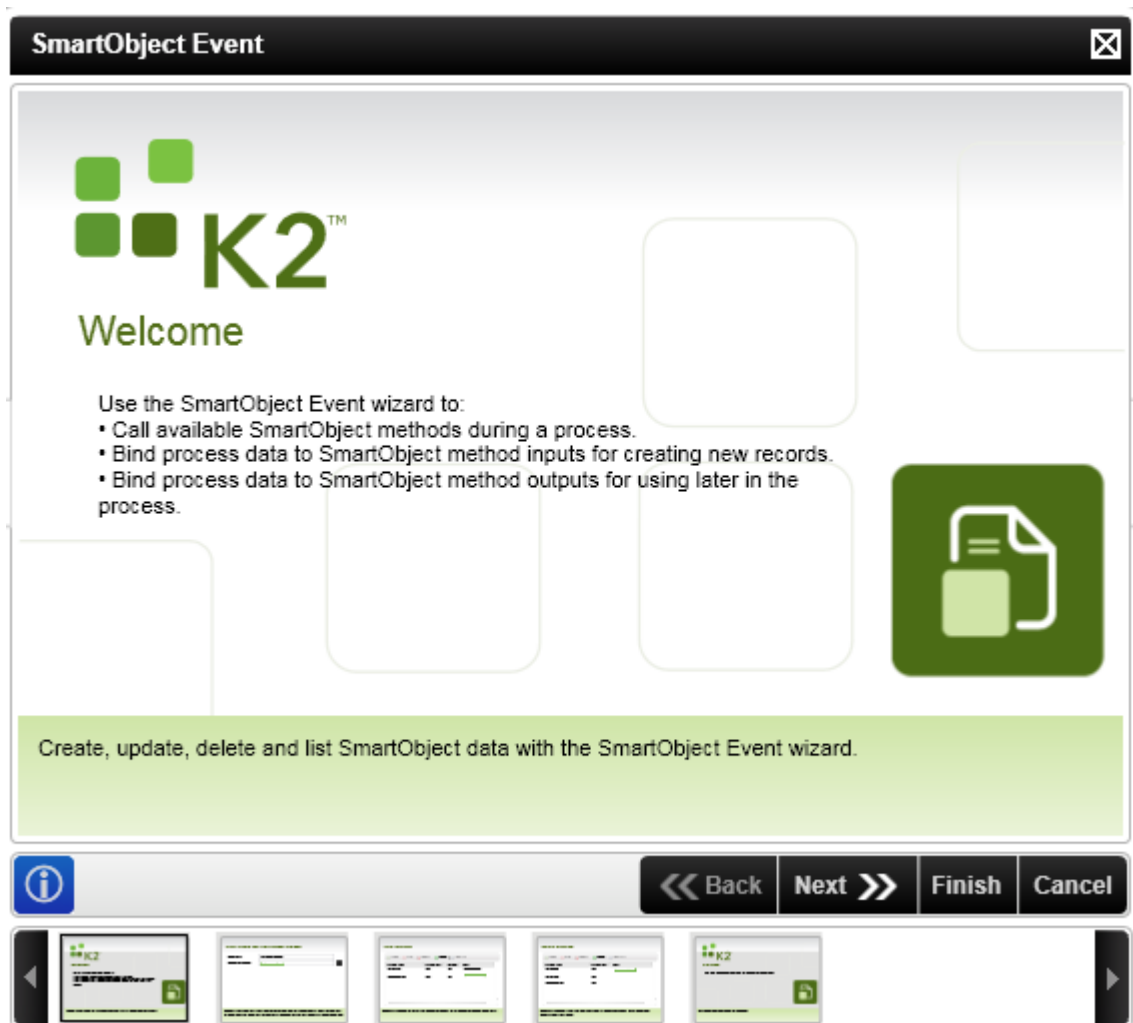 SmartObject Event
K2™
Welcome
Use the SmartObject Event wizard to:
• Call available SmartObject methods during a process.
• Bind process data to SmartObject method inputs for creating new records.
• Bind process data to SmartObject method outputs for using later in the
process.
Create, update, delete and list SmartObject data with the SmartObject Event wizard.
Back Next Finish Cancel
K2 K2